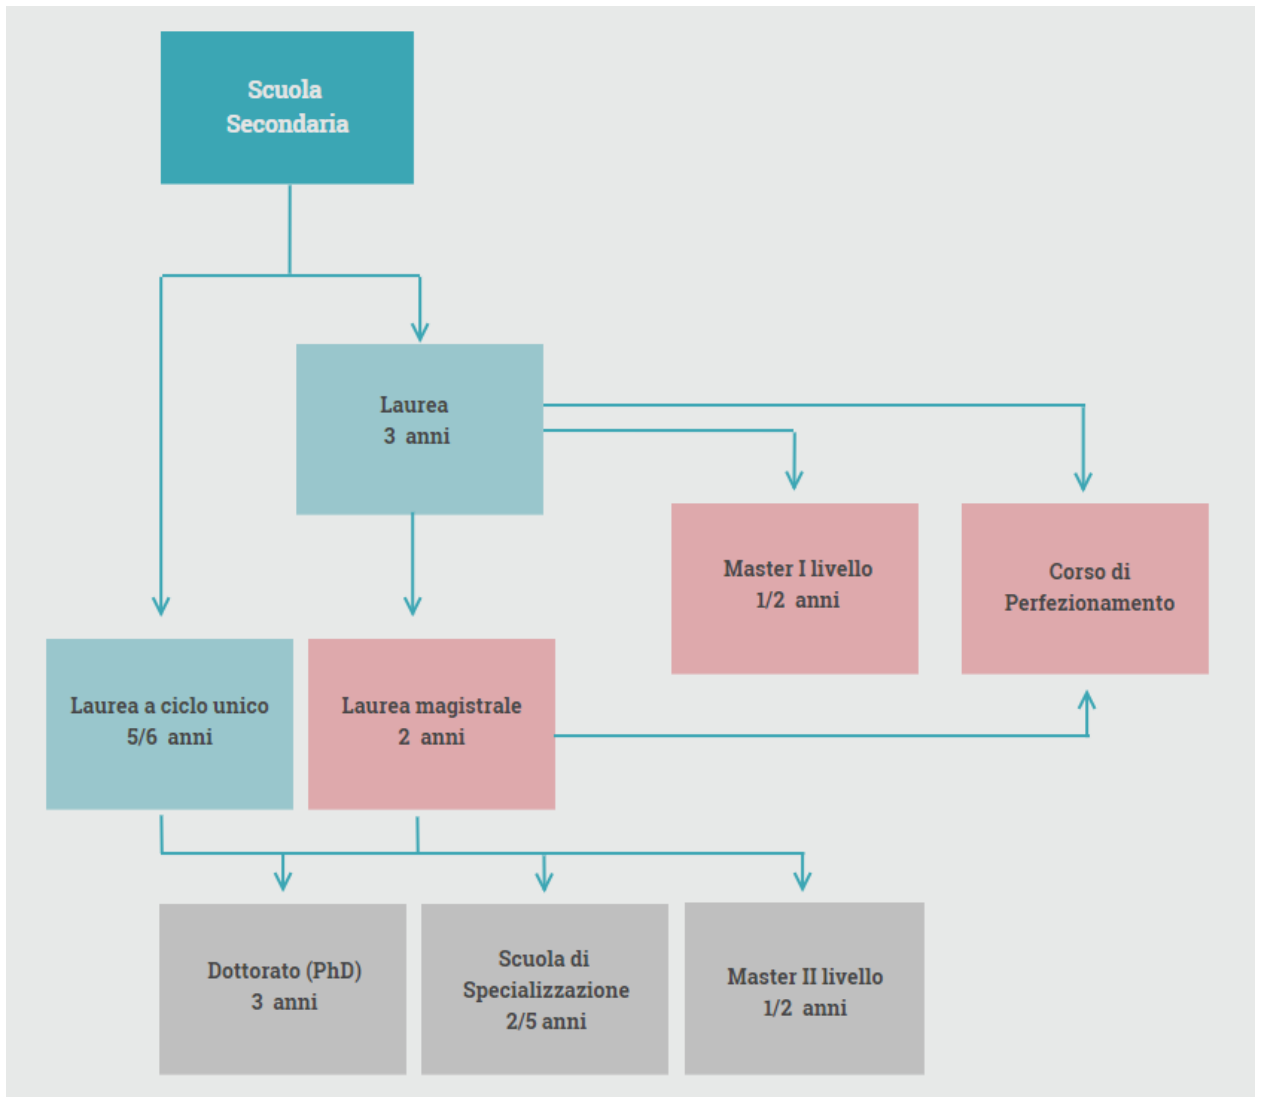 Scuola
Secondaria
Laurea
3 anni
Master I livello
1/2 anni
Corso di
Perfezionamento
Laurea a ciclo unico
5/6 anni
Laurea magistrale
2 anni
Dottorato (PhD)
3 anni
Scuola di
Specializzazione
2/5 anni
Master II livello
1/2 anni